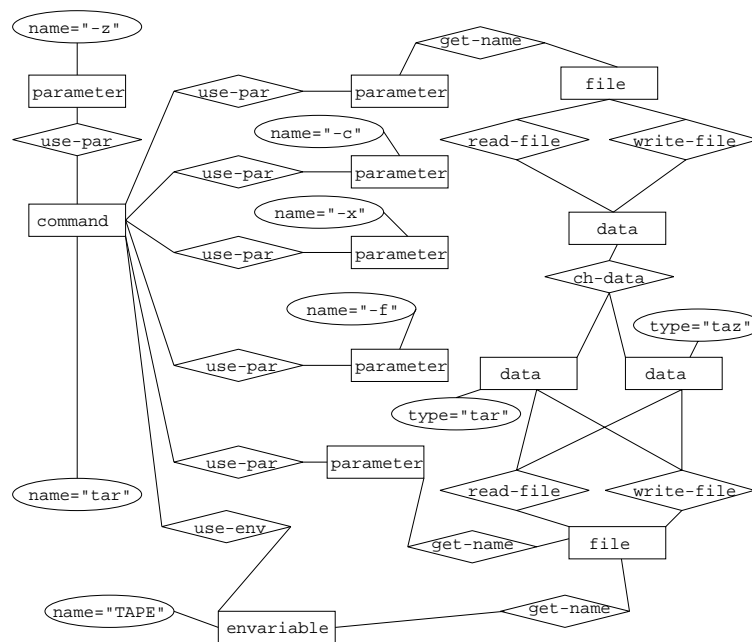 name="-z"
get-name
parameter
use-par
parameter
file
use-par
name="-c"
read-file
write-file
use-par
parameter
command
name="-x"
data
use-par
parameter
ch-data
name="-f"
type="taz"
use-par
parameter
data
data
type="tar"
use-par
parameter
name="tar"
read-file
write-file
use-env
get-name
file
name="TAPE"
envariable
get-name